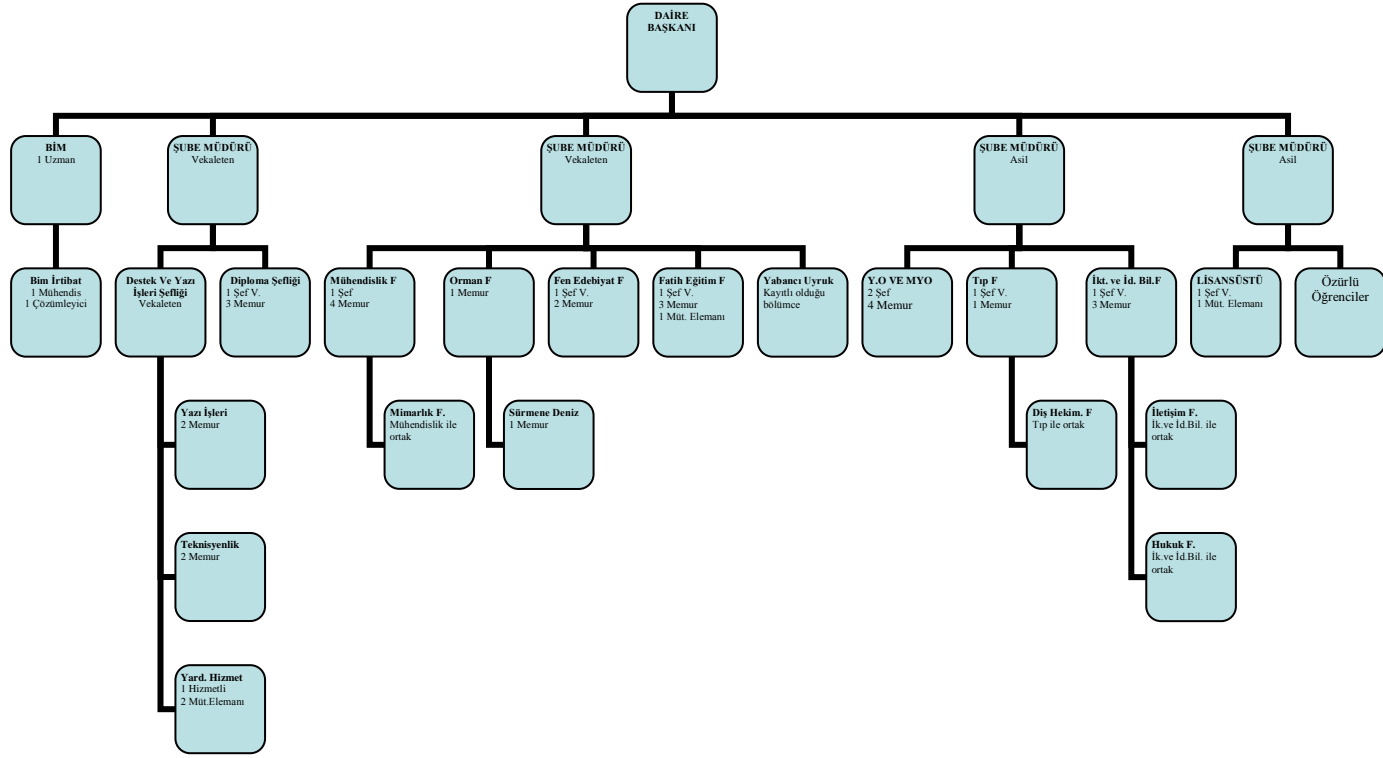 DAİRE
BAŞKANI
BİM
1 Uzman
ŞUBE MÜDÜRÜ
Vekaleten
ŞUBE MÜDÜRÜ
Vekaleten
ŞUBE MÜDÜRÜ
Asil
ŞUBE MÜDÜRÜ
Asil
Bim İrtibat
1 Mühendis
1 Çözümleyici
Destek Ve Yazı
İşleri Şefliği
Vekaleten
Diploma Şefliği
1 Şef V.
3 Memur
Mühendislik F
1 Şef
4 Memur
Orman F
1 Memur
Fen Edebiyat F
1 Şef V.
2 Memur
Fatih Eğitim F
1 Şef V.
3 Memur
1 Müt. Elemanı
Yabancı Uyruk
Kayıtlı olduğu
bölümce
Y.O VE MYO
2 Şef
4 Memur
Tıp F
1 Şef V.
1 Memur
İkt. ve İd. Bil.F
1 Şef V.
3 Memur
LİSANSÜSTÜ
1 Şef V.
1 Müt. Elemanı
Özürlü
Öğrenciler
Yazı İşleri
2 Memur
Mimarlık F.
Mühendislik ile
ortak
Sürmene Deniz
1 Memur
Diş Hekim. F
Tıp ile ortak
İletişim F.
İk.ve İd.Bil. ile
ortak
Teknisyenlik
2 Memur
Hukuk F.
İk.ve İd.Bil. ile
ortak
Yard. Hizmet
1 Hizmetli
2 Müt.Elemanı